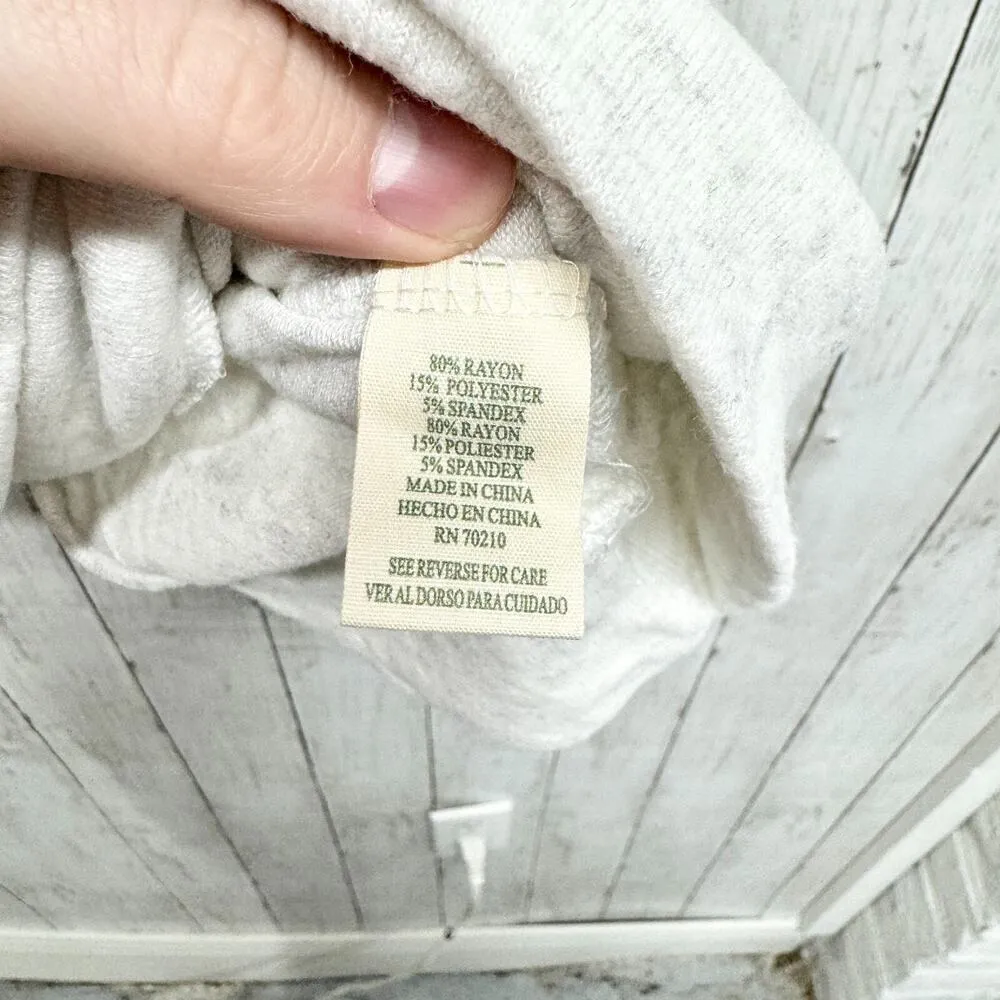 80% RAYON
15% POLYESTER
5% SPANDEX
80% RAYON
15% POLIESTER
5% SPANDEX
MADE IN CHINA
HECHO EN CHINA
RN 70210
SEE REVERSE FOR CARE
VER AL DORSO PARA CUIDADO